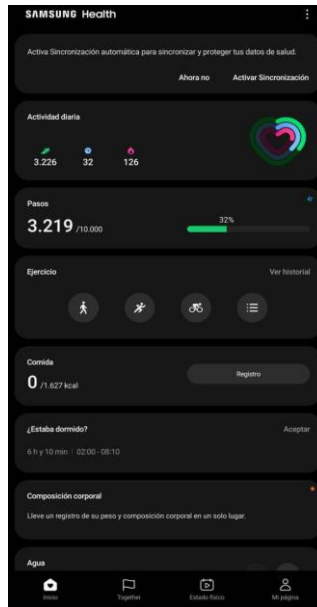 SAMSUNG Health
Activa Sincronización automática para sincronizar y proteger tus datos de salud.
Ahora no Activar Sincronización
Actividad diaria
3.226 32 126
Pasos
3.219 /10.000
32%
Ejercicio Ver historial
Comida
0 /1.627 kcal
Registro
¿Estaba dormido? Aceptar
6 h y 10 min | 02:00 - 08:10
Composición corporal
Lleve un registro de su peso y composición corporal en un solo lugar.
Agua
Inicio Together Estado físico Mi página